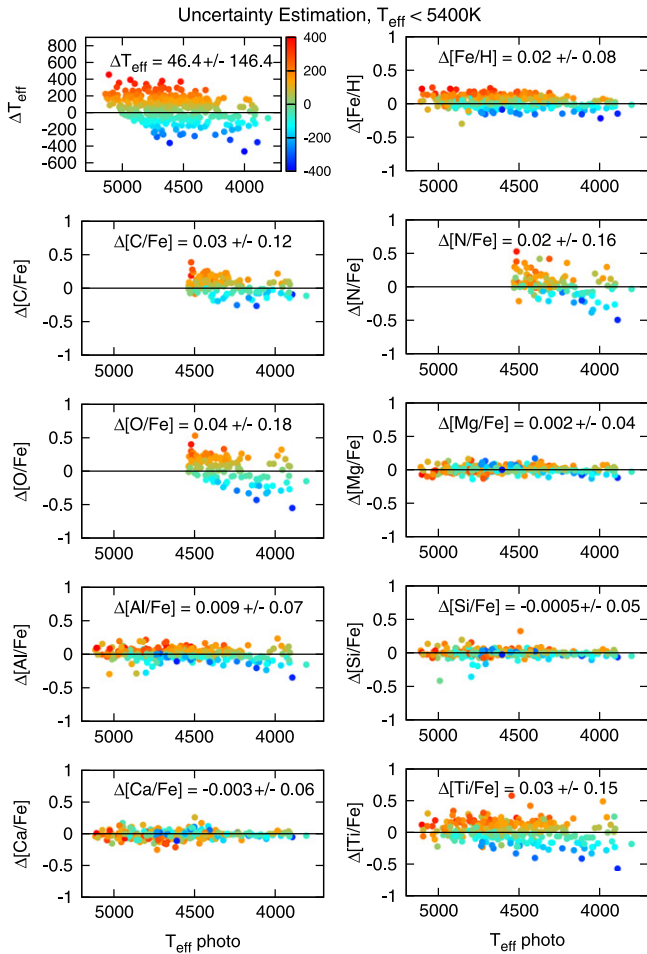 Uncertainty Estimation, T_eff < 5400K
800
600
400
200
0
-200
-400
-600
ΔT_eff
ΔT_eff = 46.4+/- 146.4
400
300
200
100
0
-100
-200
-300
-400
5000 4500 4000
1
0.5
0
-0.5
-1
Δ[Fe/H]
Δ[Fe/H] = 0.02 +/- 0.08
5000 4500 4000
1
0.5
0
-0.5
-1
Δ[C/Fe]
Δ[C/Fe] = 0.03 +/- 0.12
5000 4500 4000
1
0.5
0
-0.5
-1
Δ[N/Fe]
Δ[N/Fe] = 0.02 +/- 0.16
5000 4500 4000
1
0.5
0
-0.5
-1
Δ[O/Fe]
Δ[O/Fe] = 0.04 +/- 0.18
5000 4500 4000
1
0.5
0
-0.5
-1
Δ[Mg/Fe]
Δ[Mg/Fe] = 0.002 +/- 0.04
5000 4500 4000
1
0.5
0
-0.5
-1
Δ[Al/Fe]
Δ[Al/Fe] = 0.009 +/- 0.07
5000 4500 4000
1
0.5
0
-0.5
-1
Δ[Si/Fe]
Δ[Si/Fe] = -0.0005+/- 0.05
5000 4500 4000
1
0.5
0
-0.5
-1
Δ[Ca/Fe]
Δ[Ca/Fe] = -0.003 +/- 0.06
5000 4500 4000
T_eff photo
1
0.5
0
-0.5
-1
Δ[Ti/Fe]
Δ[Ti/Fe] = 0.03 +/- 0.15
5000 4500 4000
T_eff photo